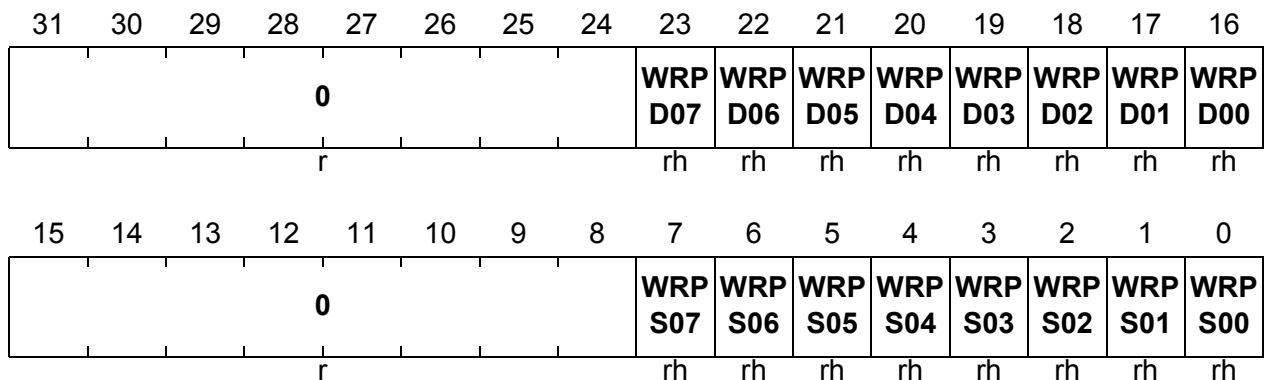 31 30 29 28 27 26 25 24 23 22 21 20 19 18 17 16
0 WRP D07 WRP D06 WRP D05 WRP D04 WRP D03 WRP D02 WRP D01 WRP D00
r rh rh rh rh rh rh rh rh
15 14 13 12 11 10 9 8 7 6 5 4 3 2 1 0
0 WRP S07 WRP S06 WRP S05 WRP S04 WRP S03 WRP S02 WRP S01 WRP S00
r rh rh rh rh rh rh rh rh